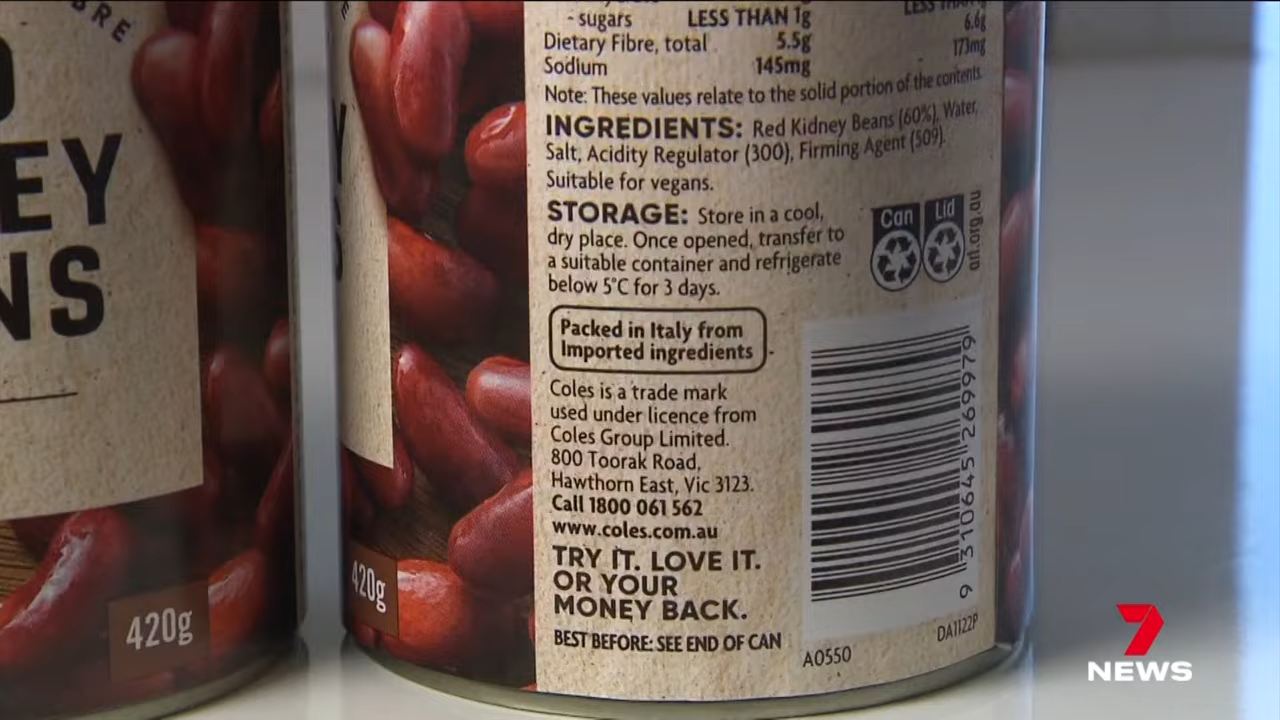 BRE
EY
NS
420g
420g
- sugars LESS THAN 1g
6.6g
Dietary Fibre, total 5.5g
173mg
Sodium 145mg
Note: These values relate to the solid portion of the contents.
INGREDIENTS: Red Kidney Beans (60%), Water,
Salt, Acidity Regulator (300), Firming Agent (509).
Suitable for vegans.
STORAGE: Store in a cool,
dry place. Once opened, transfer to
a suitable container and refrigerate
below 5°C for 3 days.
Can Lid
arl.org.au
Packed in Italy from
Imported ingredients
Coles is a trade mark
used under licence from
Coles Group Limited.
800 Toorak Road,
Hawthorn East, Vic 3123.
Call 1800 061 562
www.coles.com.au
TRY IT. LOVE IT.
OR YOUR
MONEY BACK.
BEST BEFORE: SEE END OF CAN
9 310645 269979
A0550
DA1122P
7
NEWS